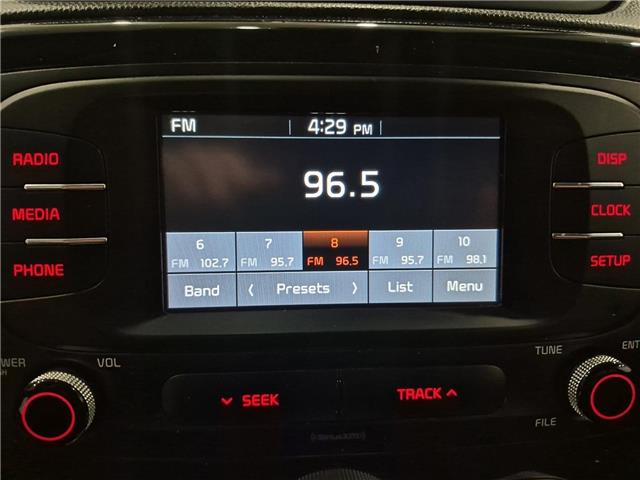 FM 4:29 PM
96.5
RADIO
MEDIA
PHONE
DISP
CLOCK
SETUP
6 7 8 9 10
FM 102.7 FM 95.7 FM 96.5 FM 95.7 FM 98.1
Band < Presets > List Menu
VOL
TUNE
ENT
SEEK
TRACK
FILE
SiriusXM